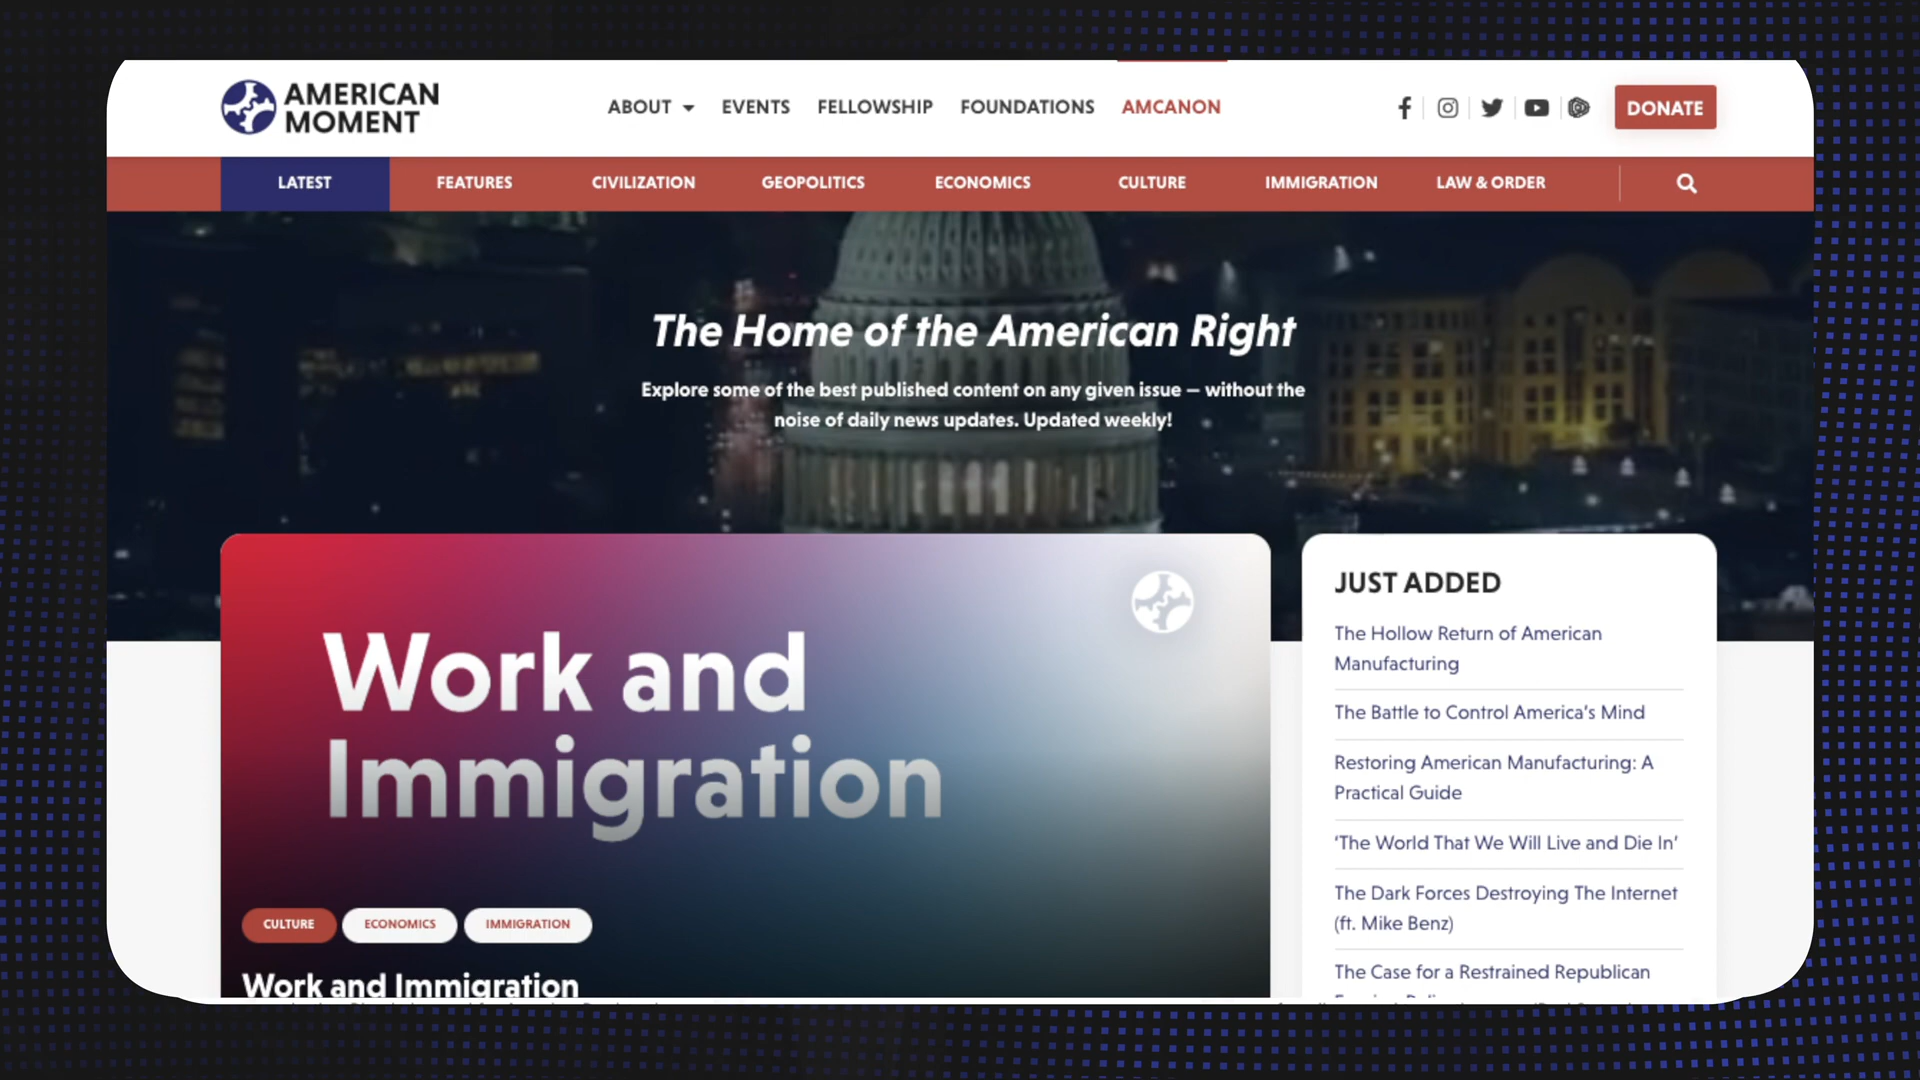 AMERICAN
MOMENT
ABOUT EVENTS FELLOWSHIP FOUNDATIONS AMCANON
DONATE
LATEST FEATURES CIVILIZATION GEOPOLITICS ECONOMICS CULTURE IMMIGRATION LAW & ORDER
The Home of the American Right
Explore some of the best published content on any given issue – without the
noise of daily news updates. Updated weekly!
Work and
Immigration
CULTURE ECONOMICS IMMIGRATION
Work and Immigration
JUST ADDED
The Hollow Return of American
Manufacturing
The Battle to Control America's Mind
Restoring American Manufacturing: A
Practical Guide
‘The World That We Will Live and Die In’
The Dark Forces Destroying The Internet
(ft. Mike Benz)
The Case for a Restrained Republican